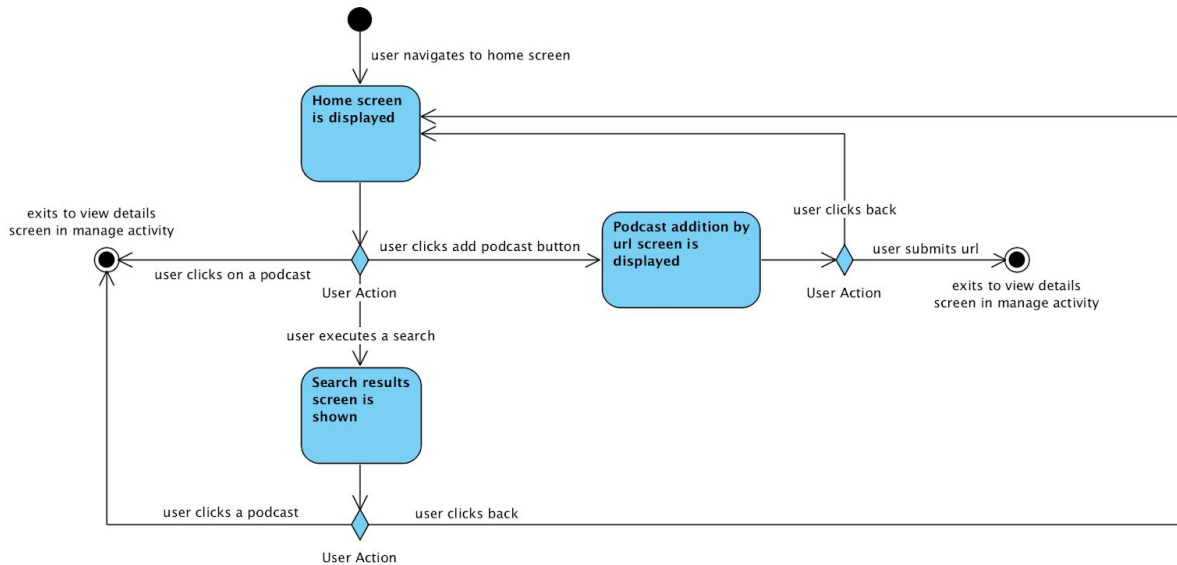 user navigates to home screen
Home screen
is displayed
exits to view details
screen in manage activity
user clicks on a podcast
User Action
user clicks add podcast button
Podcast addition by
url screen is
displayed
user clicks back
User Action
user submits url
exits to view details
screen in manage activity
user executes a search
Search results
screen is
shown
user clicks a podcast
User Action
user clicks back